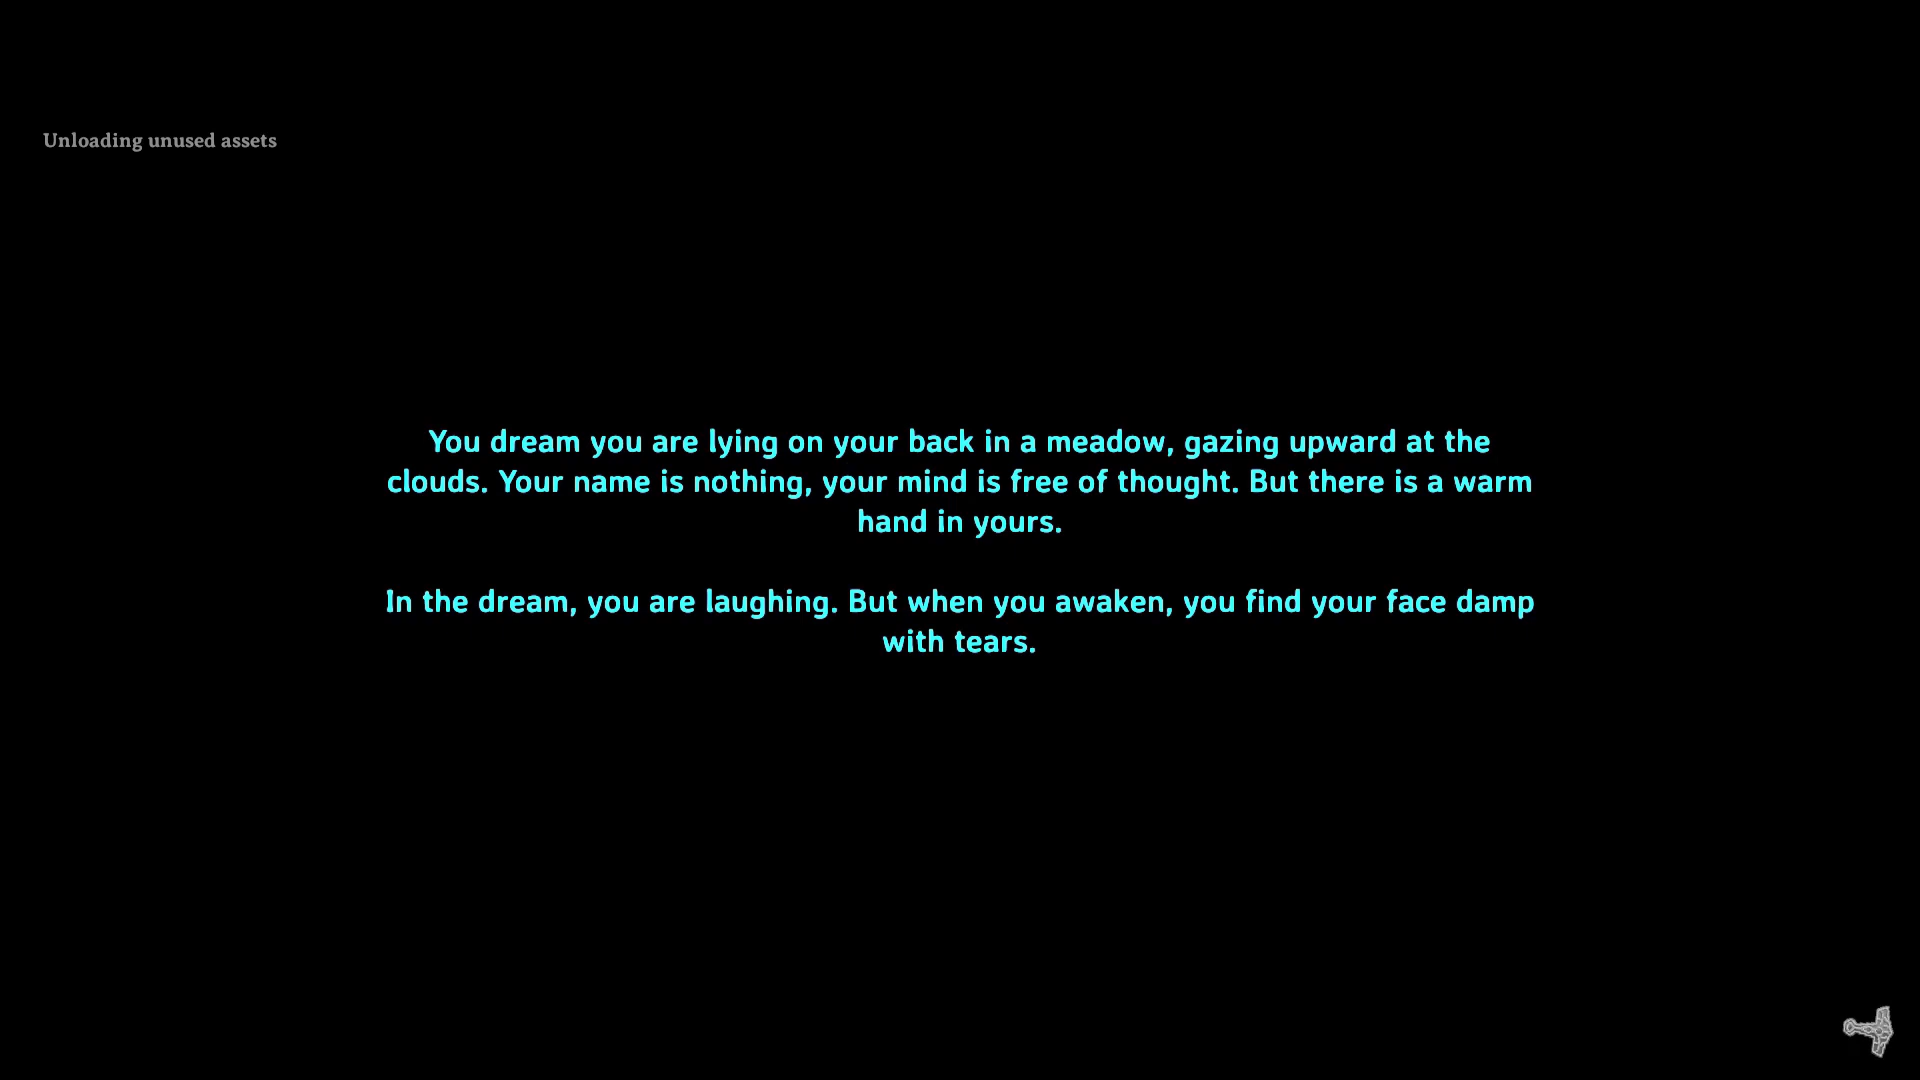 Unloading unused assets
You dream you are lying on your back in a meadow, gazing upward at the
clouds. Your name is nothing, your mind is free of thought. But there is a warm
hand in yours.
In the dream, you are laughing. But when you awaken, you find your face damp
with tears.